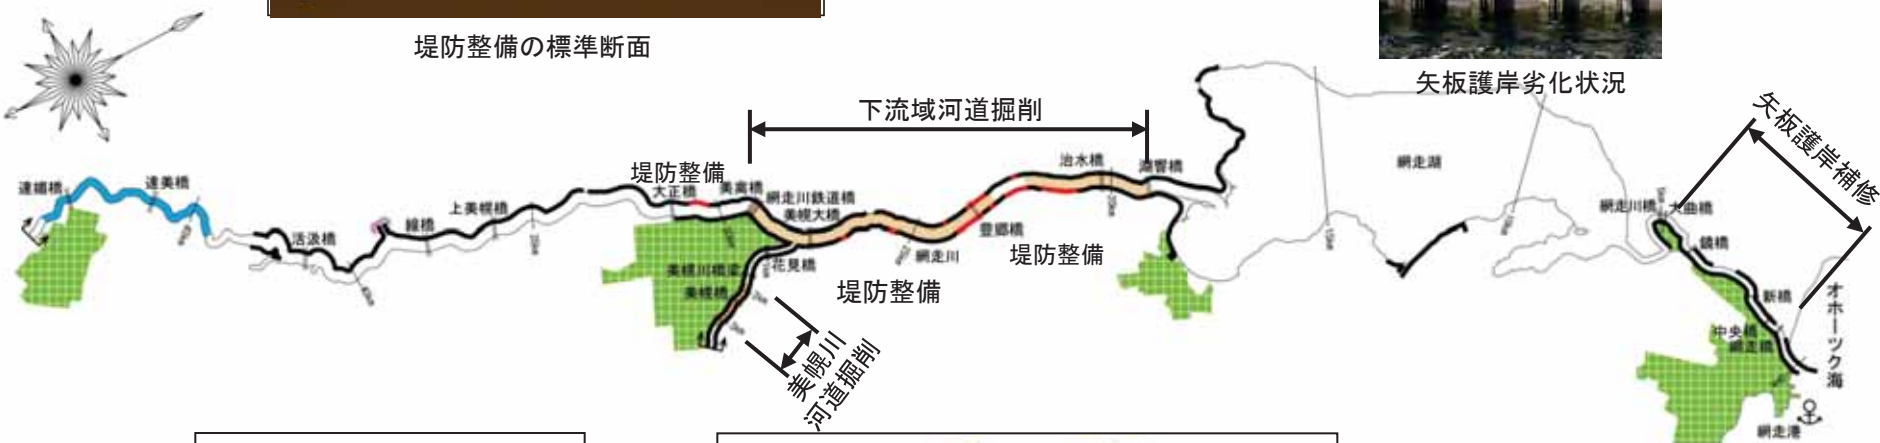 堤防整備の標準断面
矢板護岸劣化状況
下流域河道掘削
矢板護岸補修
達媚橋
達美橋
活汲橋
線橋
上美幌橋
堤防整備
大正橋
美禽橋
網走川鉄道橋
美幌大橋
美幌川橋梁
美幌橋
花見橋
堤防整備
網走川
豊郷橋
堤防整備
治水橋
湖響橋
網走湖
網走川橋
大曲橋
鏡橋
新橋
中央橋
網走橋
オホーツク海
網走港
美幌川
河道掘削
15km